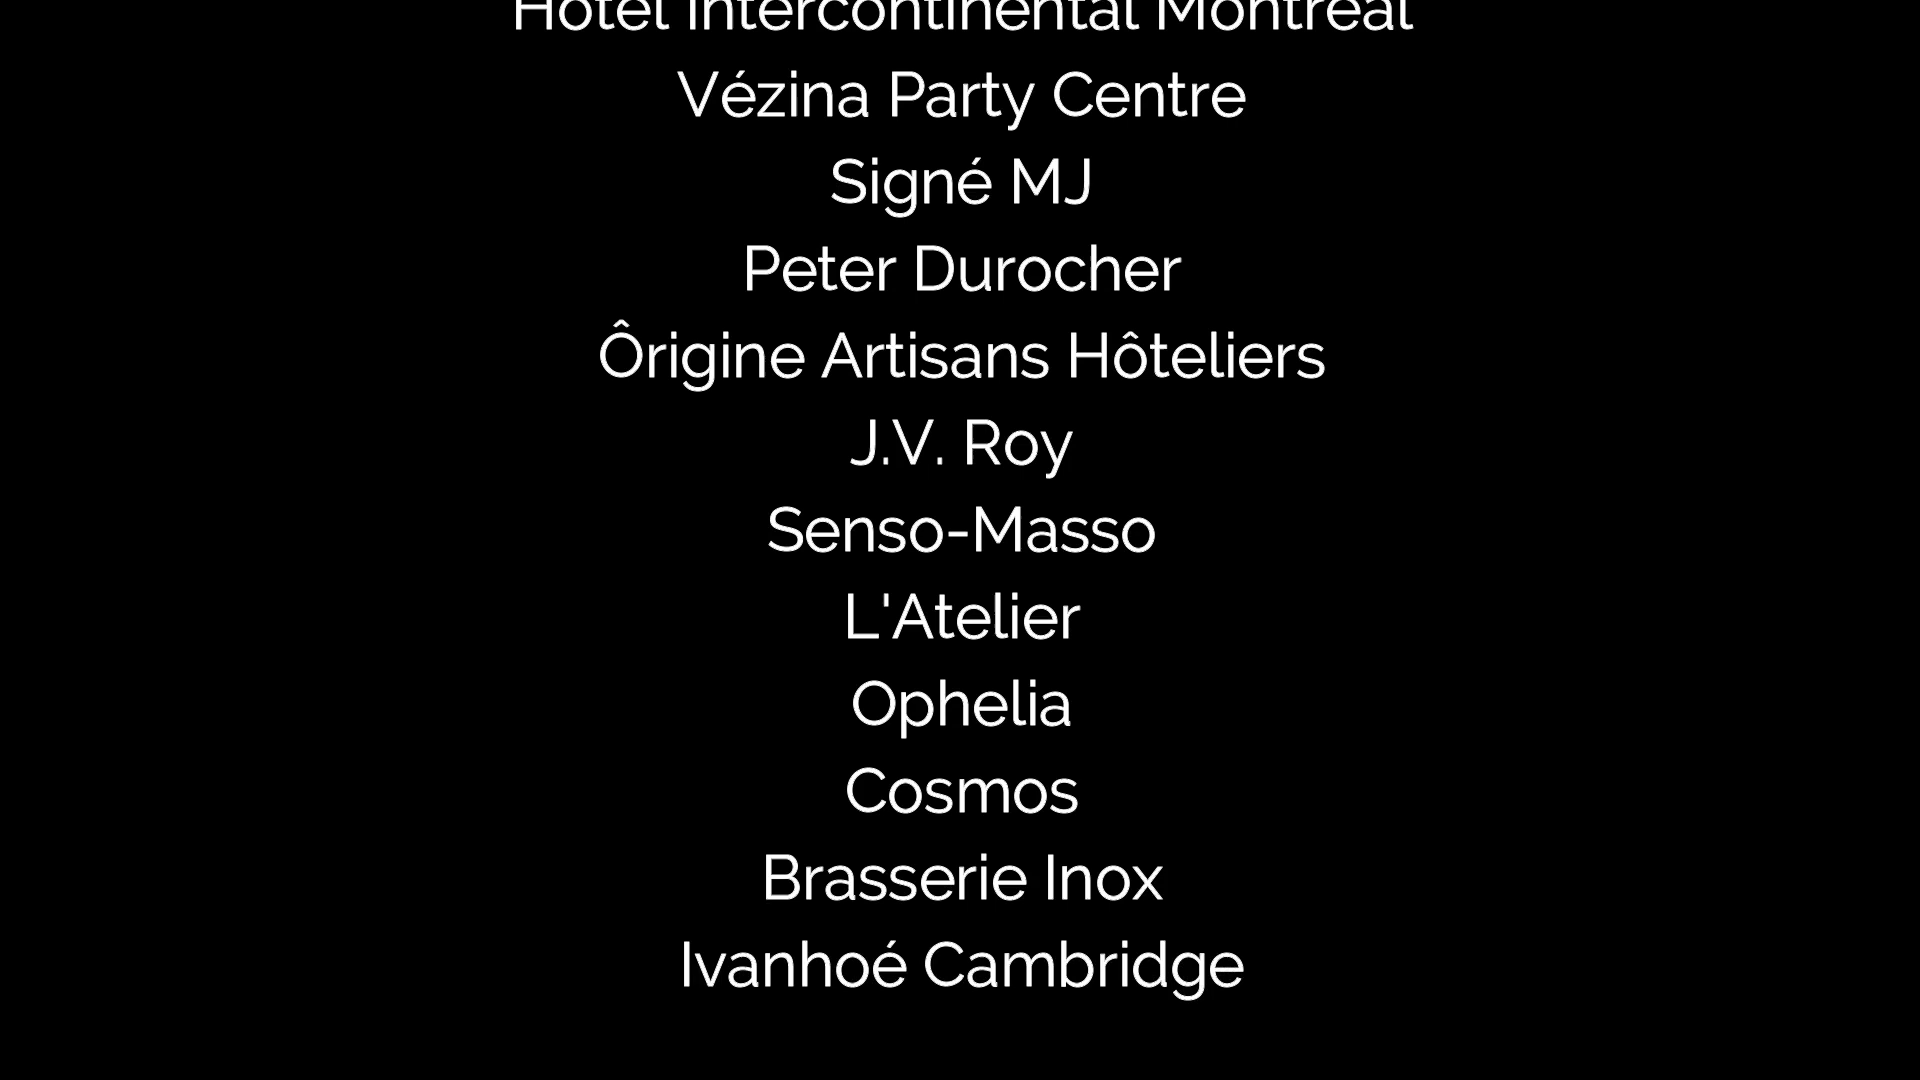 Hôtel Intercontinental Montréal
Vézina Party Centre
Signé MJ
Peter Durocher
Ôrigine Artisans Hôteliers
J.V. Roy
Senso-Masso
L'Atelier
Ophelia
Cosmos
Brasserie Inox
Ivanhoé Cambridge